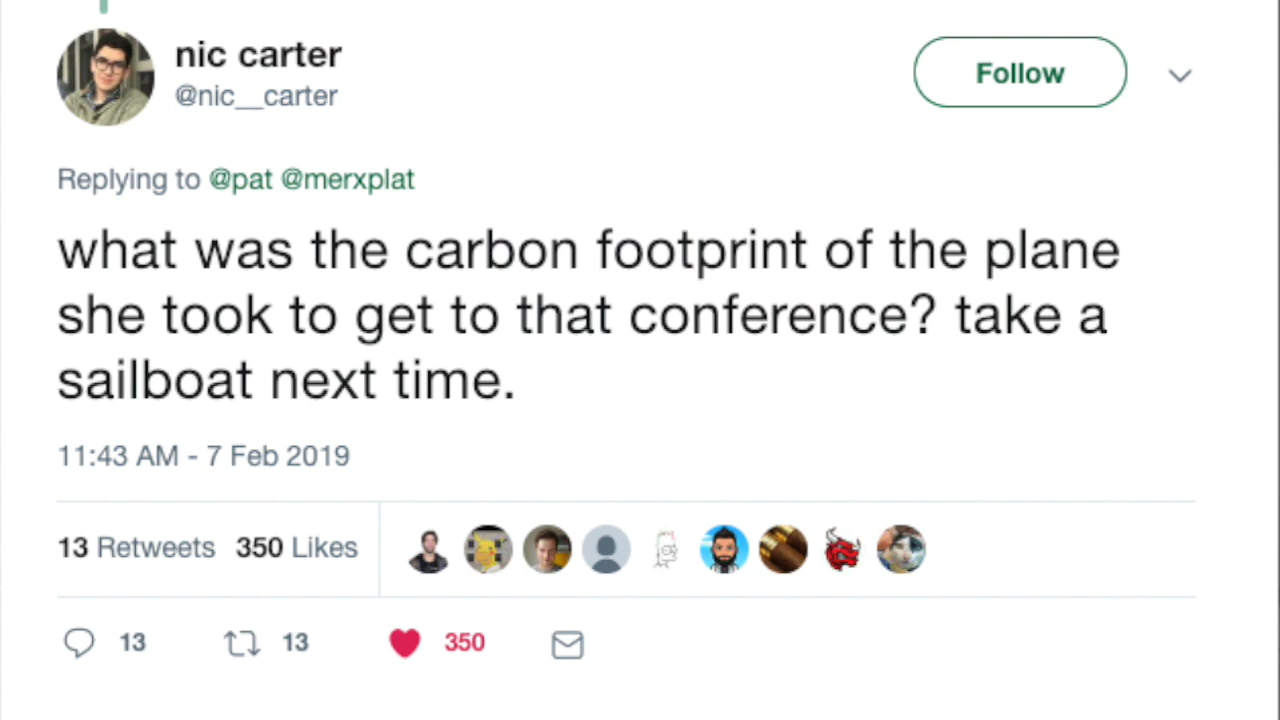 nic carter
@nic__carter
Follow
Replying to @pat @merxplat
what was the carbon footprint of the plane
she took to get to that conference? take a
sailboat next time.
11:43 AM - 7 Feb 2019
13 Retweets 350 Likes
13 13 350